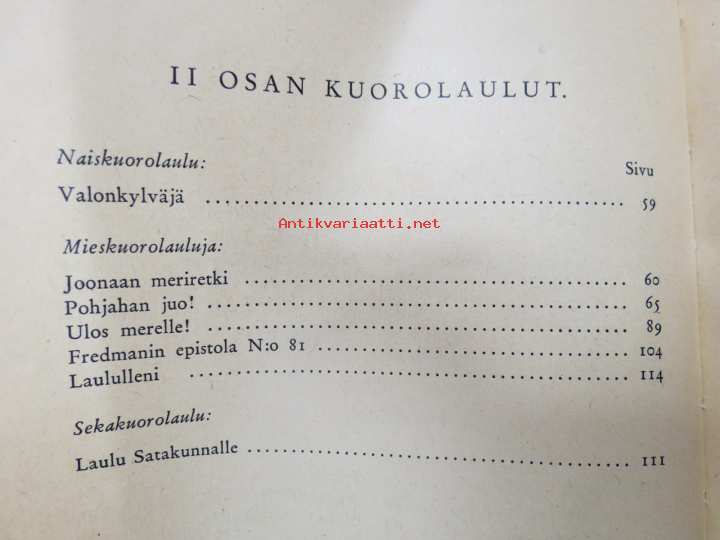 II OSAN KUOROLAULUT.
Naiskuorolaulu:
Sivu
Valonkylväjä .......................................... 59
Antikvariaatti.net
Mieskuorolauluja:
Joonaan meriretki ...................................... 60
Pohjahan juo! .......................................... 65
Ulos merelle! .......................................... 89
Fredmanin epistola N:o 81 .............................. 104
Laululleni ............................................ 114
Sekakuorolaulu:
Laulu Satakunnalle ..................................... 111